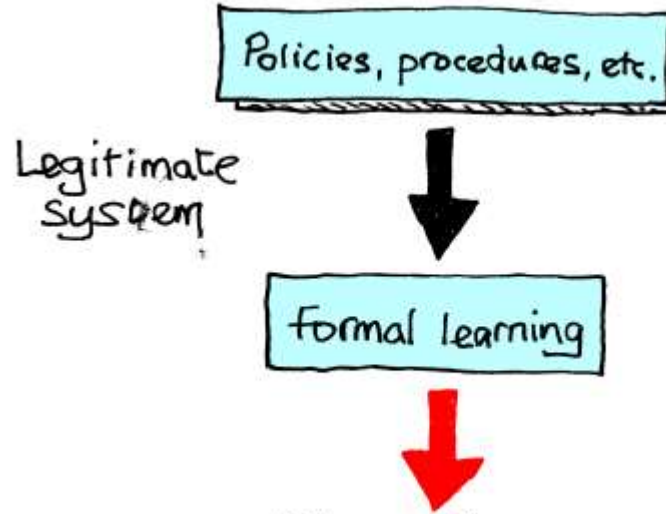 Policies, procedures, etc.
Legitimate
system
formal learning